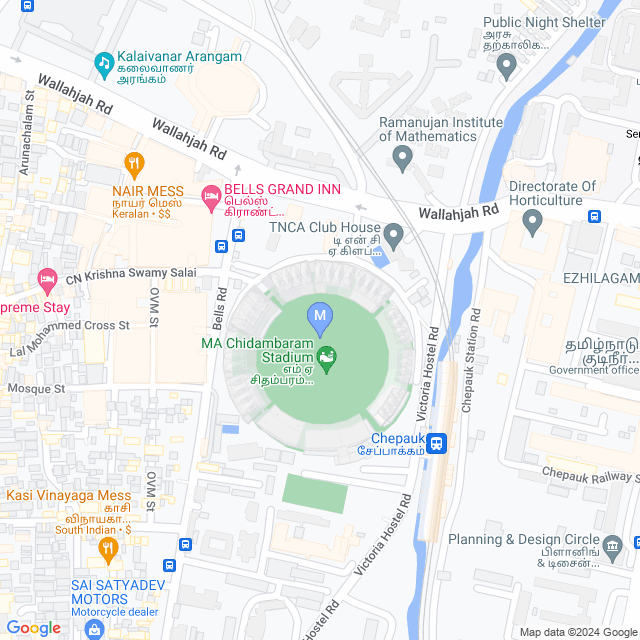 Public Night Shelter
அரசு
தற்காலிக...
Kalaivanar Arangam
கலைவாணர்
அரங்கம்
Wallahjah Rd
Wallahjah Rd
Arunachalam St
Ramanujan Institute
of Mathematics
Ser
NAIR MESS
நாயர் மெஸ்
Keralan • $$
BELLS GRAND INN
பெல்ஸ்
கிராண்ட்...
Directorate Of
Horticulture
Wallahjah Rd
TNCA Club House
டி என் சி
ஏ கிளப்...
CN Krishna Swamy Salai
EZHILAGAM
preme Stay
OVM St
Bells Rd
Lal Mohammed Cross St
M
MA Chidambaram
Stadium
எம் ஏ
சிதம்பரம்...
Victoria Hostel Rd
Chepauk Station Rd
தமிழ்நாடு
குடிநீர்...
Government office
Mosque St
Chepauk
சேப்பாக்கம்
Chepauk Railway S
OVM St
Kasi Vinayaga Mess
காசி
விநாயகா...
South Indian • $
Victoria Hostel Rd
Planning & Design Circle
பிளானிங்
& டிசைன்...
SAI SATYADEV
MOTORS
Motorcycle dealer
Google
Map data ©2024 Google